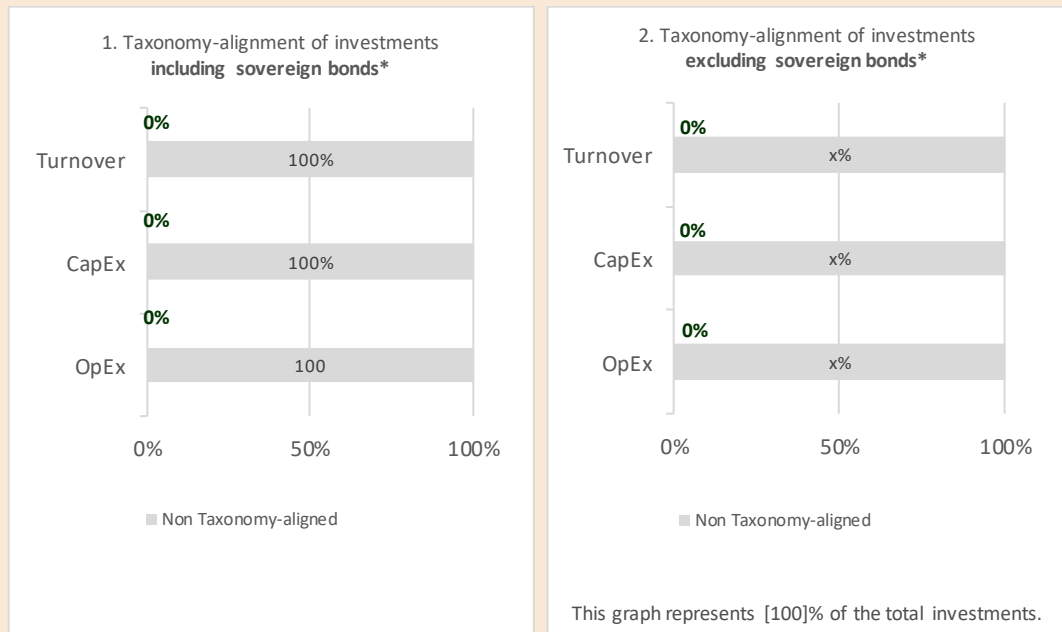 1. Taxonomy-alignment of investments
including sovereign bonds*
0%
Turnover
100%
0%
CapEx
100%
0%
OpEx
100
0%
50%
100%
Non Taxonomy-aligned
2. Taxonomy-alignment of investments
excluding sovereign bonds*
0%
Turnover
x%
0%
CapEx
x%
0%
OpEx
x%
0%
50%
100%
Non Taxonomy-aligned
This graph represents [100]% of the total investments.